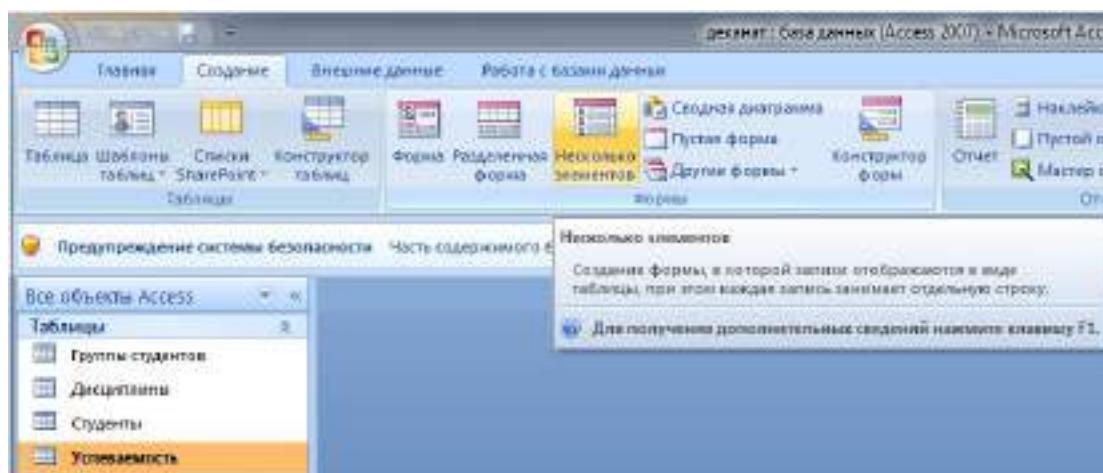 деканат : база данных (Access 2007) - Microsoft Acc
Главная Создание Внешние данные Работа с базами данных
Таблица Шаблоны таблиц Списки SharePoint Конструктор таблиц
Форма Разделенная форма Несколько элементов
Сводная диаграмма
Пустая форма
Другие формы
Конструктор форм
Отчет
Наклейк
Пустой о
Мастер о
Таблицы Формы От
Предупреждение системы безопасности Часть содержимого б
Несколько элементов
Создание формы, в которой записи отображаются в виде
таблицы, при этом каждая запись занимает отдельную строку.
Для получения дополнительных сведений нажмите клавишу F1.
Все объекты Access
Таблицы
Группы студентов
Дисциплины
Студенты
Успеваемость